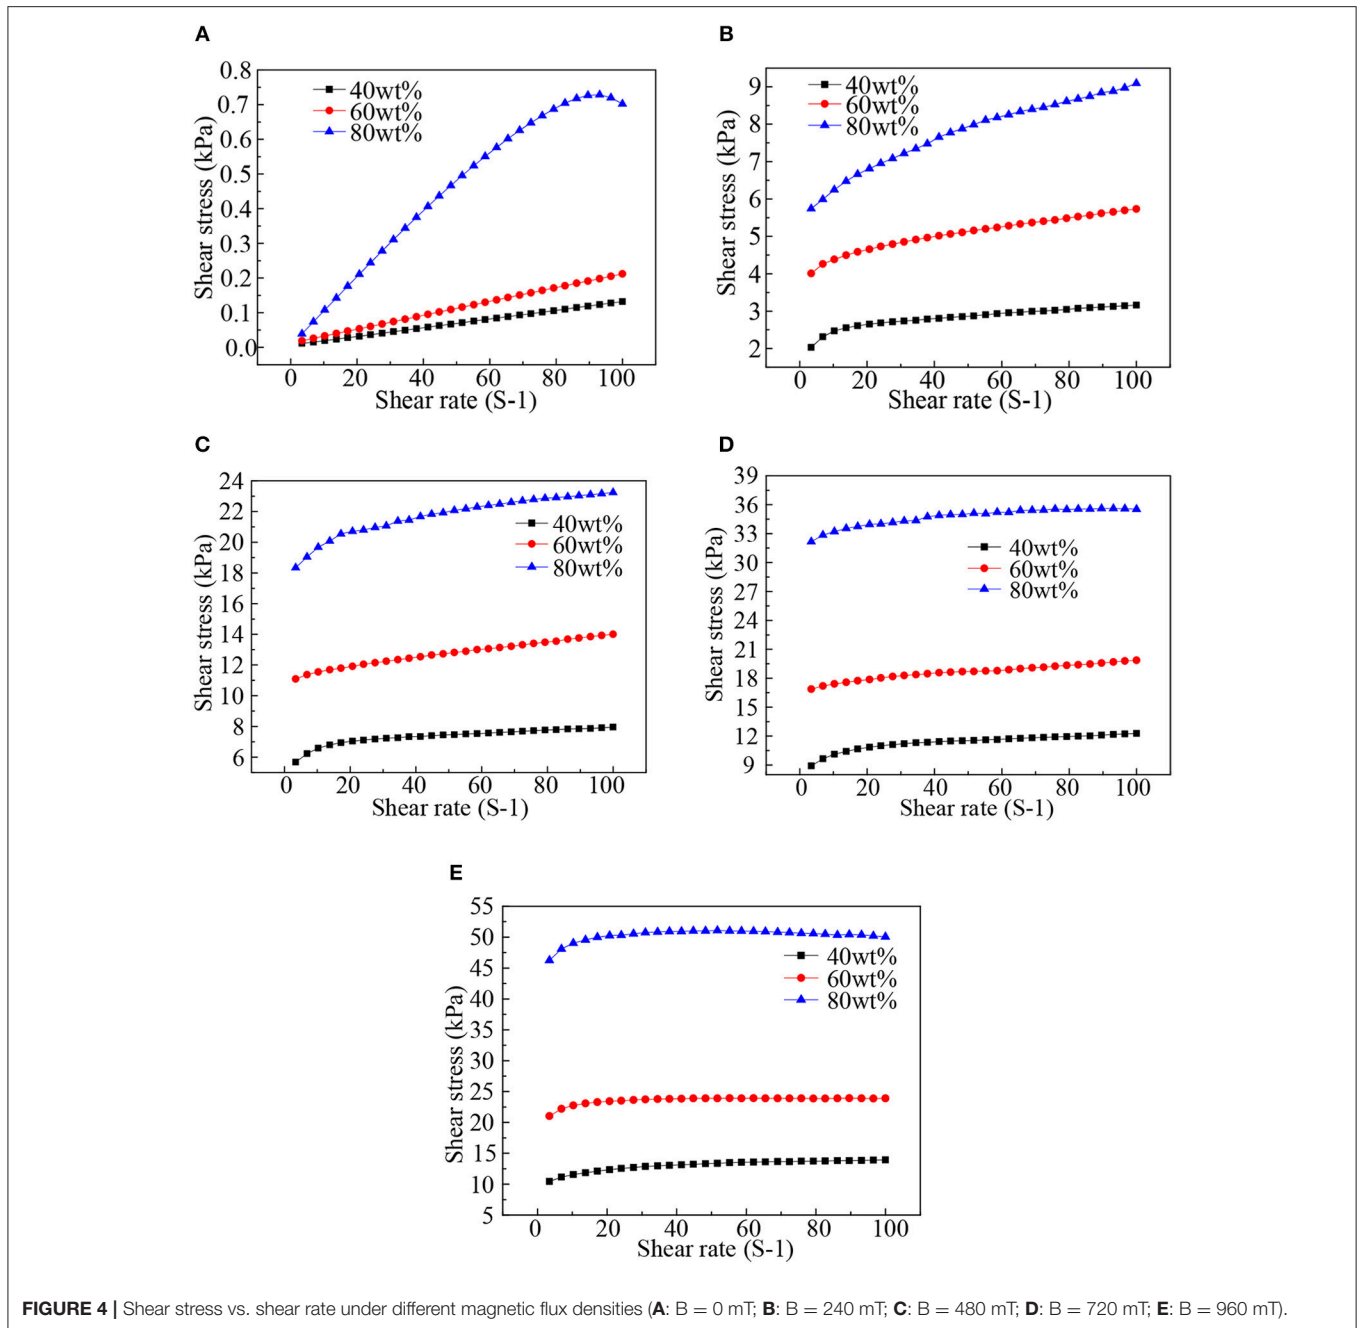 A
0.8
0.7
0.6
0.5
0.4
0.3
0.2
0.1
0.0
Shear stress (kPa)
40wt%
60wt%
80wt%
0 20 40 60 80 100
Shear rate (S-1)
B
9
8
7
6
5
4
3
2
Shear stress (kPa)
40wt%
60wt%
80wt%
0 20 40 60 80 100
Shear rate (S-1)
C
24
22
20
18
16
14
12
10
8
6
Shear stress (kPa)
40wt%
60wt%
80wt%
0 20 40 60 80 100
Shear rate (S-1)
D
39
36
33
30
27
24
21
18
15
12
9
Shear stress (kPa)
40wt%
60wt%
80wt%
0 20 40 60 80 100
Shear rate (S-1)
E
55
50
45
40
35
30
25
20
15
10
5
Shear stress (kPa)
40wt%
60wt%
80wt%
0 20 40 60 80 100
Shear rate (S-1)
FIGURE 4 | Shear stress vs. shear rate under different magnetic flux densities (A: B = 0 mT; B: B = 240 mT; C: B = 480 mT; D: B = 720 mT; E: B = 960 mT).